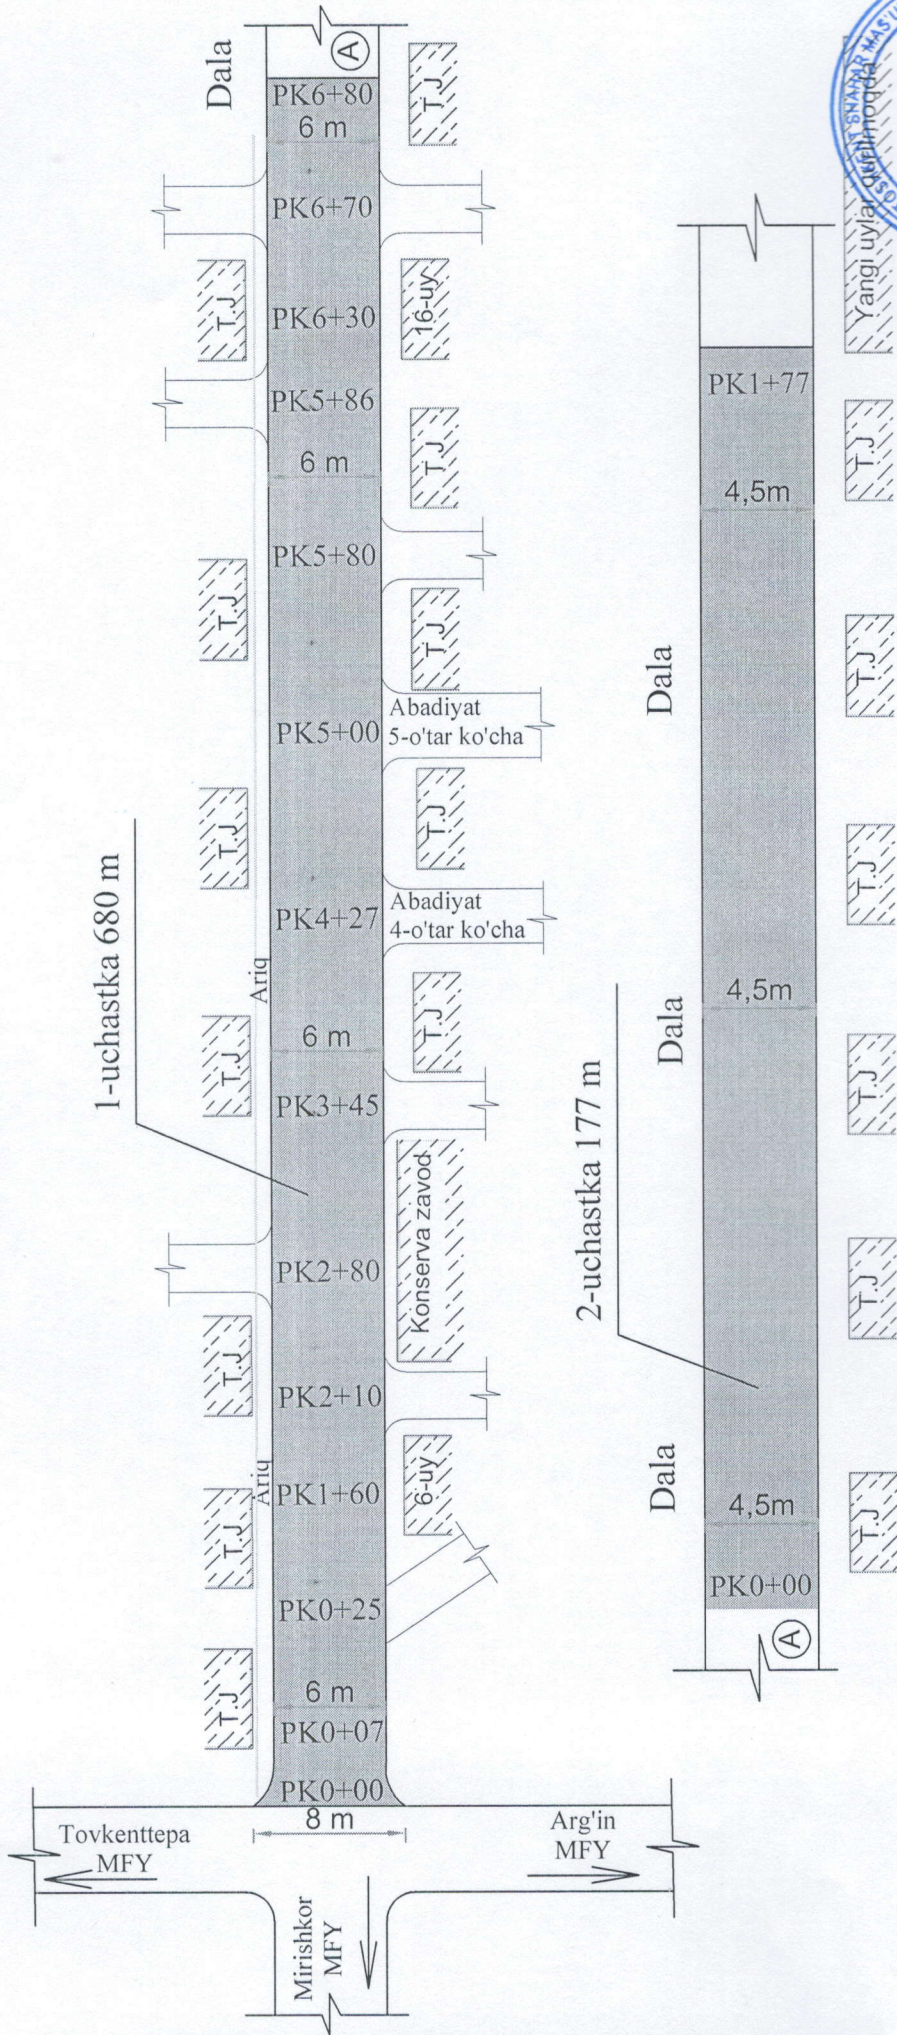 Dala
A
PK6+80
6 m
T.J
PK6+70
T.J
PK6+30
16-uy
PK5+86
6 m
T.J
PK5+80
T.J
T.J
PK5+00
Abadiyat
5-o'tar ko'cha
T.J
T.J
PK4+27
Abadiyat
4-o'tar ko'cha
Ariq
1-uchastka 680 m
6 m
T.J
T.J
PK3+45
Konserva zavod
PK2+80
T.J
PK2+10
Ariq
PK1+60
6-uy
T.J
PK0+25
T.J
6 m
PK0+07
PK0+00
8 m
Tovkenttepa
MFY
Arg'in
MFY
Mirishkor
MFY
Yangi uylar qurilmoqda
PK1+77
T.J
4,5m
Dala
T.J
T.J
Dala
4,5m
T.J
2-uchastka 177 m
T.J
Dala
4,5m
T.J
PK0+00
A
SHAHAR MAS'U